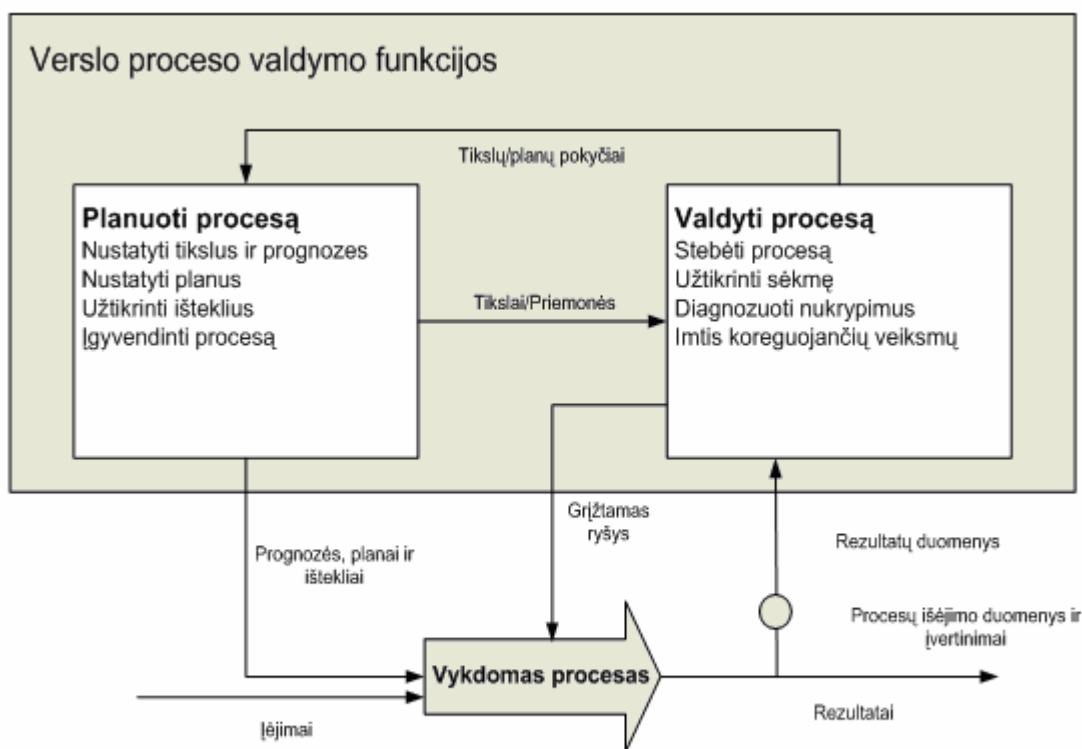 Verslo proceso valdymo funkcijos
Tikslų/planų pokyčiai
Planuoti procesą
Nustatyti tikslus ir prognozes
Nustatyti planus
Užtikrinti išteklius
Įgyvendinti procesą
Tikslai/Priemonės
Valdyti procesą
Stebėti procesą
Užtikrinti sėkmę
Diagnozuoti nukrypimus
Imtis koreguojančių veiksmų
Prognozės, planai ir
ištekliai
Grįžtamas
ryšys
Rezultatų duomenys
Procesų išėjimo duomenys ir
įvertinimai
Vykdomas procesas
Įėjimai
Rezultatai